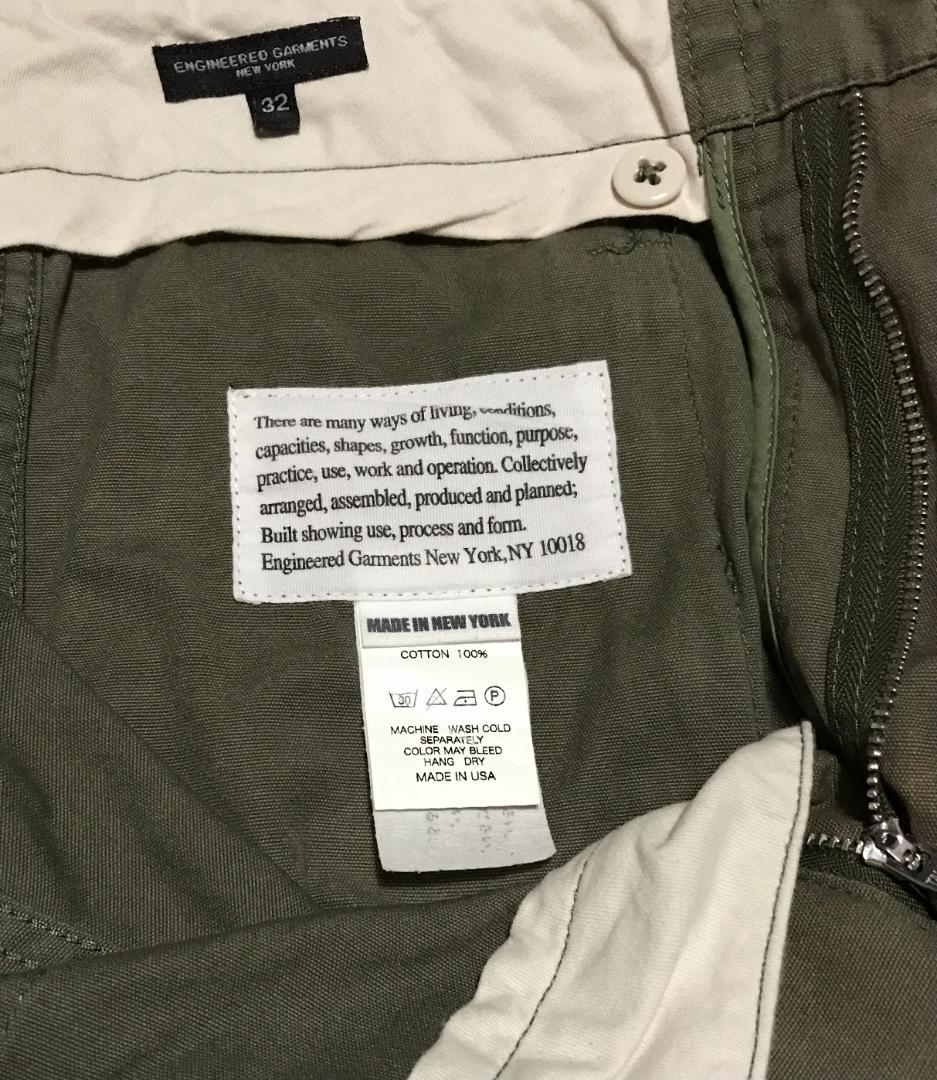 ENGINEERED GARMENTS
NEW YORK
32
There are many ways of living, conditions,
capacities, shapes, growth, function, purpose,
practice, use, work and operation. Collectively
arranged, assembled, produced and planned;
Built showing use, process and form.
Engineered Garments New York, NY 10018
MADE IN NEW YORK
COTTON 100%
30 P
MACHINE WASH COLD
SEPARATELY
COLOR MAY BLEED
HANG DRY
MADE IN USA